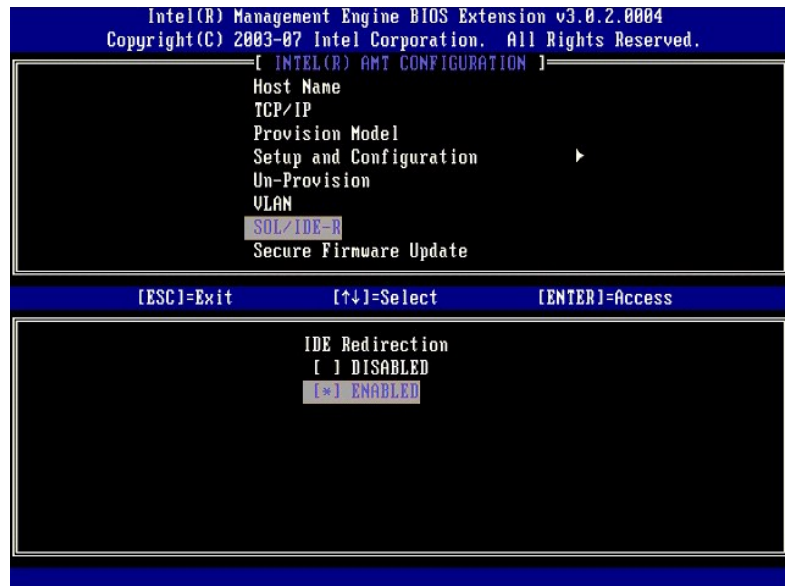 Intel(R) Management Engine BIOS Extension v3.0.2.0004
Copyright(C) 2003-07 Intel Corporation. All Rights Reserved.
[ INTEL(R) AMT CONFIGURATION ]
Host Name
TCP/IP
Provision Model
Setup and Configuration
Un-Provision
VLAN
SOL/IDE-R
Secure Firmware Update
[ESC]=Exit [↑↓]=Select [ENTER]=Access
IDE Redirection
[ ] DISABLED
[*] ENABLED